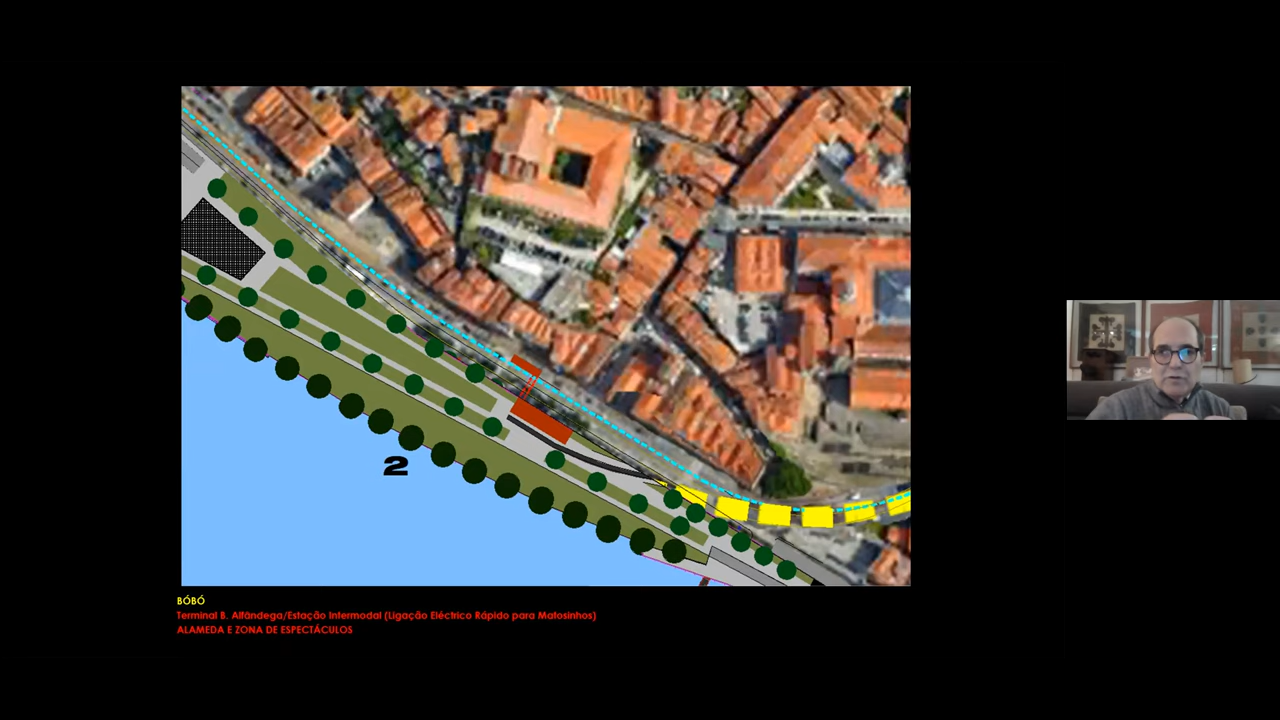 2
BÓBÓ
Terminal B. Alfândega/Estação Intermodal (Ligação Eléctrico Rápido para Matosinhos)
ALAMEDA E ZONA DE ESPECTÁCULOS